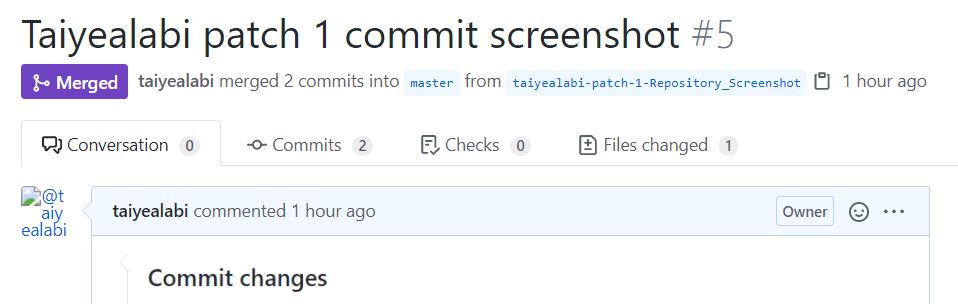 Taiyealabi patch 1 commit screenshot #5
Merged taiyealabi merged 2 commits into master from taiyealabi-patch-1-Repository_Screenshot 1 hour ago
Conversation 0 Commits 2 Checks 0 Files changed 1
@t
aiy
ealabi
taiyealabi commented 1 hour ago Owner
Commit changes